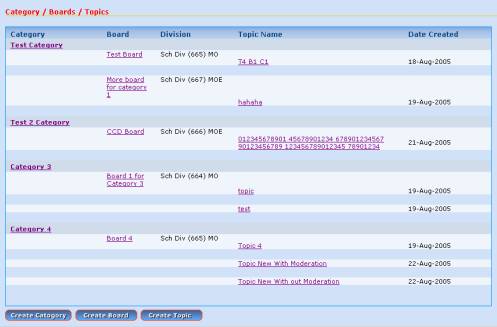 Category / Boards / Topics
Category Board Division Topic Name Date Created
Test Category
Test Board Sch Div (665) MO
T4 B1 C1 18-Aug-2005
More board Sch Div (667) MOE
for category
1
hahaha 19-Aug-2005
Test 2 Category
CCD Board Sch Div (666) MOE
012345678901 45678901234 678901234567
90123456789 123456789012345 78901234 21-Aug-2005
Category 3
Board 1 for Sch Div (664) MO
Category 3
topic 19-Aug-2005
test 19-Aug-2005
Category 4
Board 4 Sch Div (665) MO
Topic 4 19-Aug-2005
Topic New With Moderation 22-Aug-2005
Topic New With out Moderation 22-Aug-2005
Create Catogory Create Board Create Topic